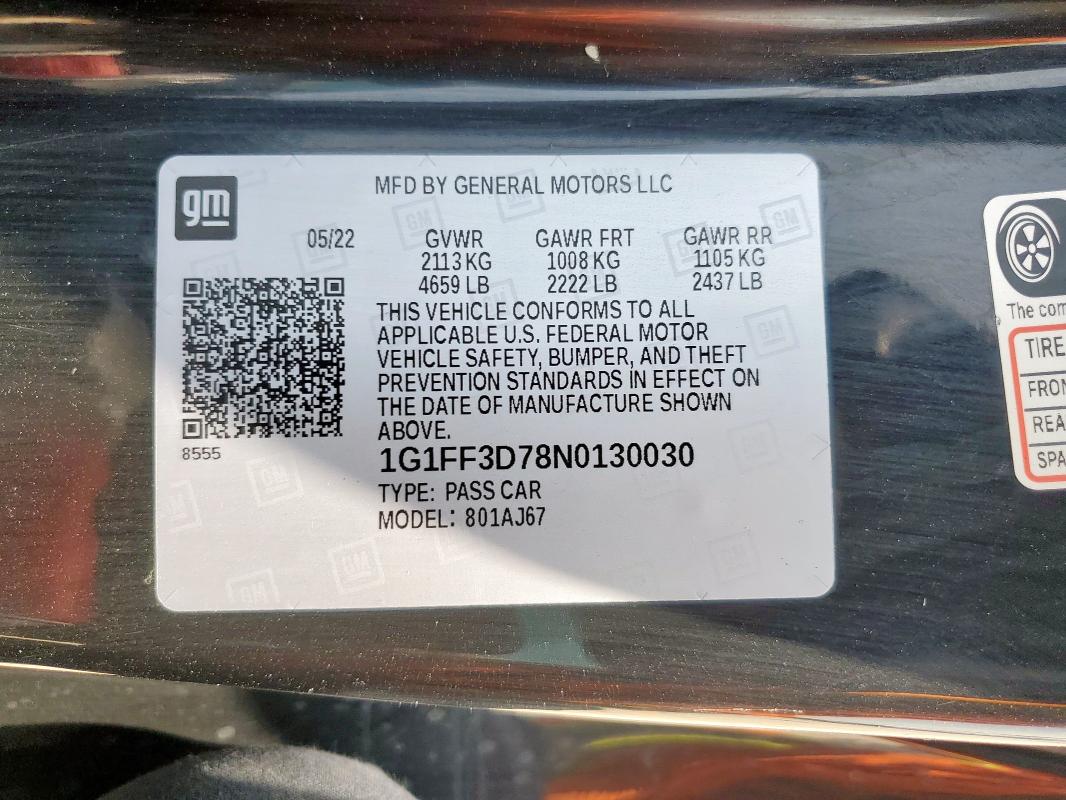 gm
MFD BY GENERAL MOTORS LLC
05/22 GVWR GAWR FRT GAWR RR
2113 KG 1008 KG 1105 KG
4659 LB 2222 LB 2437 LB
THIS VEHICLE CONFORMS TO ALL
APPLICABLE U.S. FEDERAL MOTOR
VEHICLE SAFETY, BUMPER, AND THEFT
PREVENTION STANDARDS IN EFFECT ON
THE DATE OF MANUFACTURE SHOWN
ABOVE.
8555
1G1FF3D78N0130030
TYPE: PASS CAR
MODEL: 801AJ67
The com
TIRE
FRON
REA
SPA